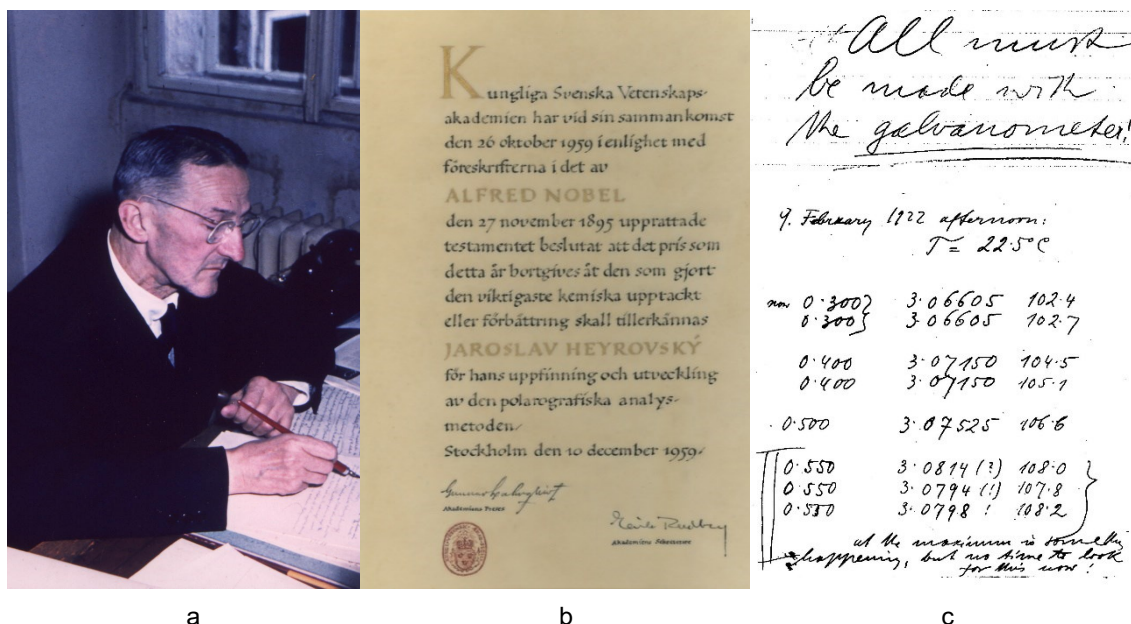 Kungliga Svenska Vetenskaps-
akademien har vid sin sammankomst
den 26 oktober 1959 i enlighet med
föreskrifterna i det av
ALFRED NOBEL
den 27 november 1895 upprättade
testamentet beslutat att det pris som
detta år bortgives åt den som gjort
den viktigaste kemiska upptäckt
eller förbättring skall tillerkännas
JAROSLAV HEYROVSKÝ
för hans uppfinning och utveckling
av den polarografiska analys-
metoden/
Stockholm den 10 december 1959/
Akademiens Preses
Akademiens Sekreterare
All must
be made with
the galvanometer!
9. February 1922 afternoon:
T = 22.5°C
now 0.300} 3.06605 102.4
0.300} 3.06605 102.7
0.400 3.07150 104.5
0.400 3.07150 105.1
0.500 3.07525 106.6
0.550 3.0814 (?) 108.0
0.550 3.0794 (!) 107.8
0.550 3.0798 ! 108.2
at the maximum is
happening, but no time to look
for this now!
a b c